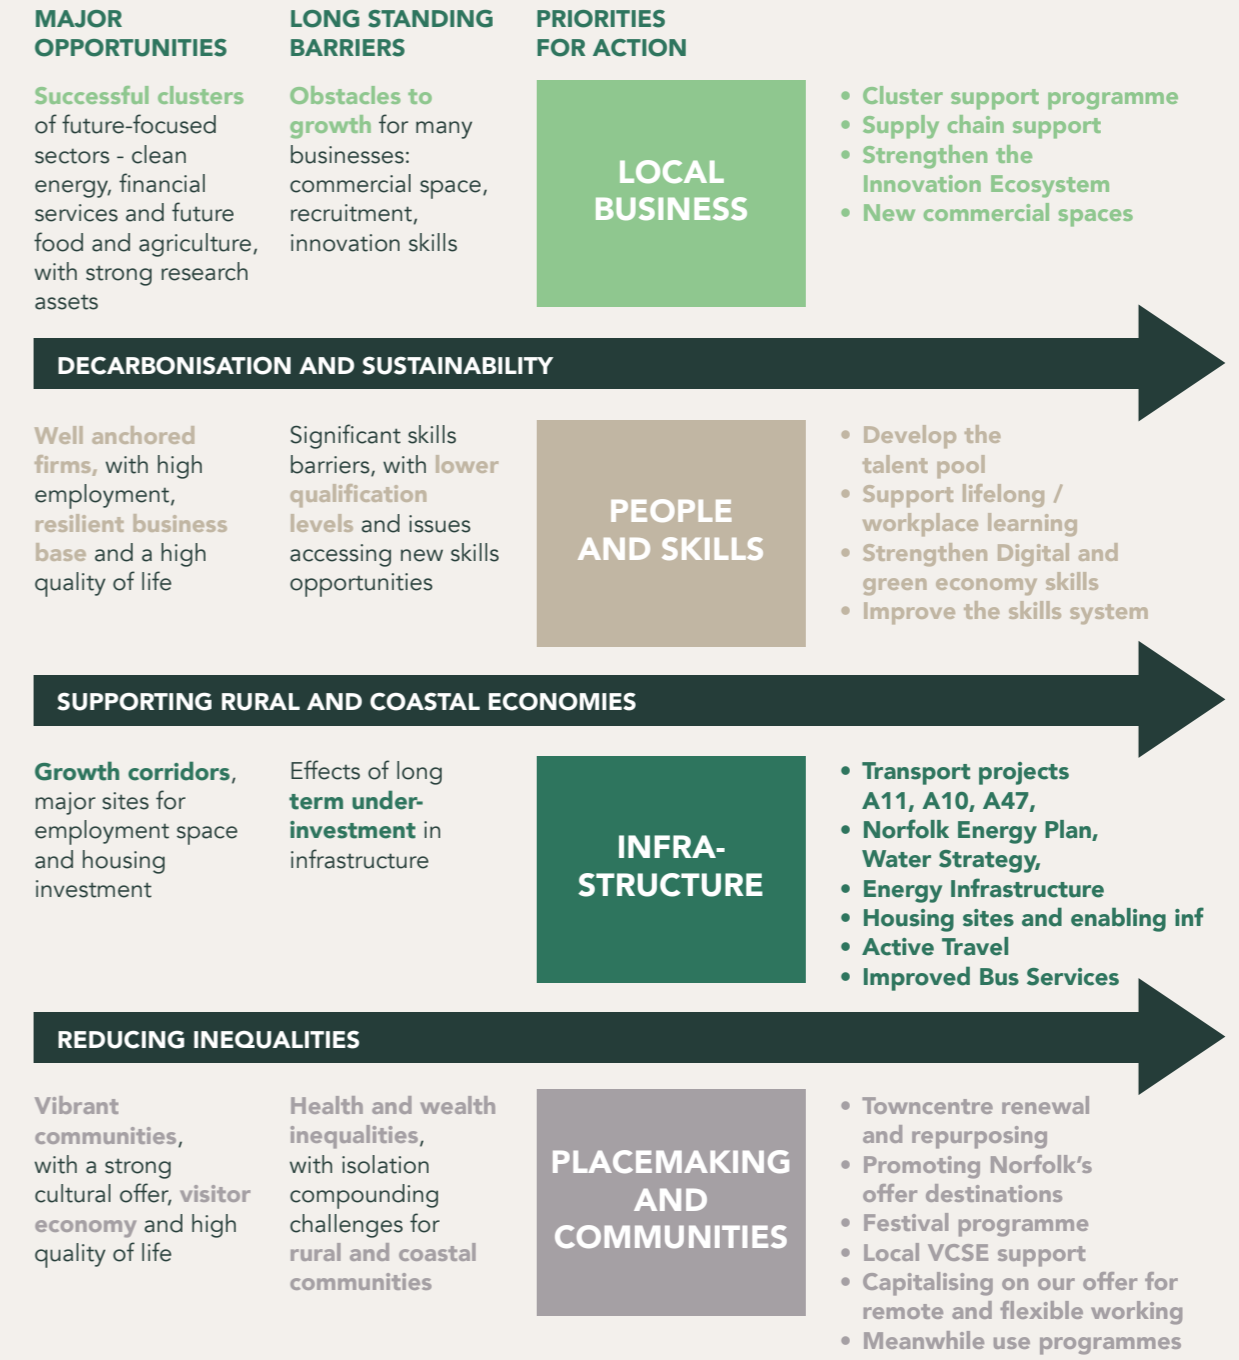 MAJOR
OPPORTUNITIES
LONG STANDING
BARRIERS
PRIORITIES
FOR ACTION
Successful clusters
of future-focused
sectors - clean
energy, financial
services and future
food and agriculture,
with strong research
assets
Obstacles to
growth for many
businesses:
commercial space,
recruitment,
innovation skills
LOCAL
BUSINESS
• Cluster support programme
• Supply chain support
• Strengthen the
Innovation Ecosystem
• New commercial spaces
DECARBONISATION AND SUSTAINABILITY
Well anchored
firms, with high
employment,
resilient business
base and a high
quality of life
Significant skills
barriers, with lower
qualification
levels and issues
accessing new skills
opportunities
PEOPLE
AND SKILLS
• Develop the
talent pool
• Support lifelong /
workplace learning
• Strengthen Digital and
green economy skills
• Improve the skills system
SUPPORTING RURAL AND COASTAL ECONOMIES
Growth corridors,
major sites for
employment space
and housing
investment
Effects of long
term under-
investment in
infrastructure
INFRA-
STRUCTURE
• Transport projects
A11, A10, A47,
• Norfolk Energy Plan,
Water Strategy,
• Energy Infrastructure
• Housing sites and enabling inf
• Active Travel
• Improved Bus Services
REDUCING INEQUALITIES
Vibrant
communities,
with a strong
cultural offer, visitor
economy and high
quality of life
Health and wealth
inequalities,
with isolation
compounding
challenges for
rural and coastal
communities
PLACEMAKING
AND
COMMUNITIES
• Towncentre renewal
and repurposing
• Promoting Norfolk's
offer destinations
• Festival programme
• Local VCSE support
• Capitalising on our offer for
remote and flexible working
• Meanwhile use programmes